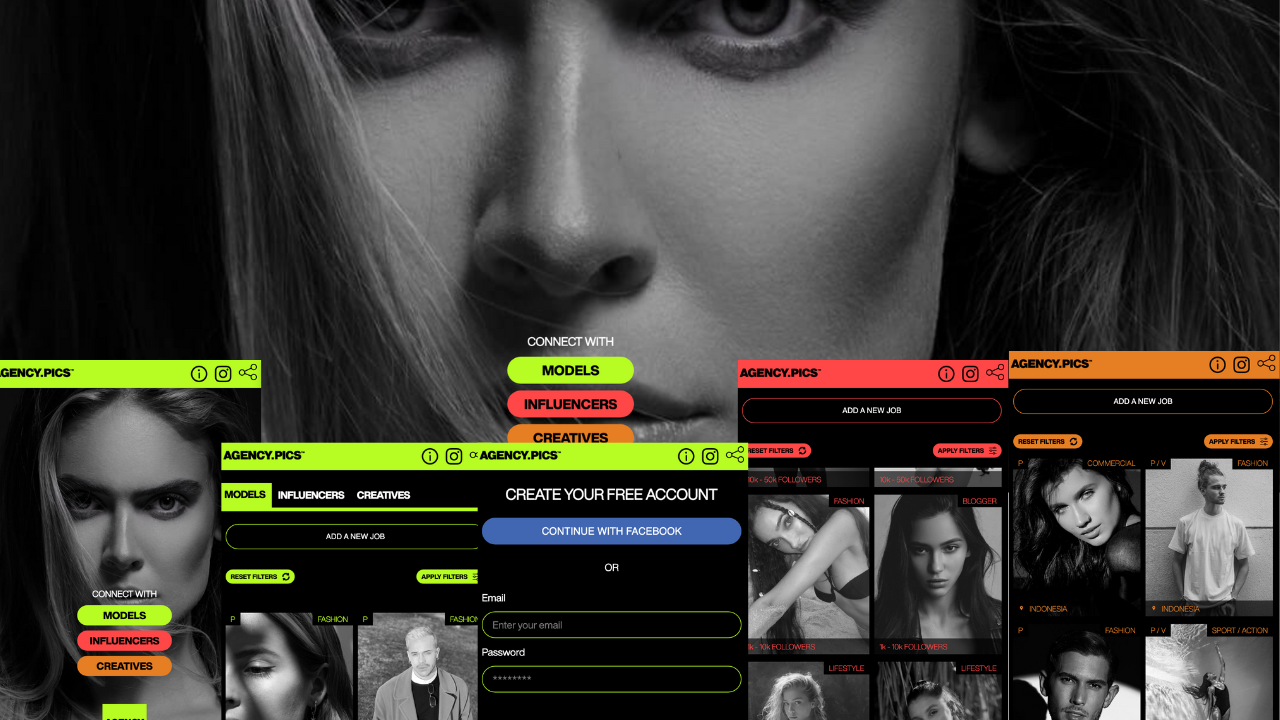 CONNECT WITH
MODELS
INFLUENCERS
CREATIVES
AGENCY.PICS™
CONNECT WITH
MODELS
INFLUENCERS
CREATIVES
AGENCY
AGENCY.PICS™
MODELS INFLUENCERS CREATIVES
ADD A NEW JOB
RESET FILTERS APPLY FILTERS
P FASHION FASHION
AGENCY.PICS™
CREATE YOUR FREE ACCOUNT
CONTINUE WITH FACEBOOK
OR
Email
Enter your email
Password
********
AGENCY.PICS™
ADD A NEW JOB
RESET FILTERS APPLY FILTERS
10k - 50k FOLLOWERS 10k - 50k FOLLOWERS
FASHION BLOGGER
1k - 10k FOLLOWERS 1k - 10k FOLLOWERS
LIFESTYLE LIFESTYLE
AGENCY.PICS™
ADD A NEW JOB
RESET FILTERS APPLY FILTERS
P COMMERCIAL P / V FASHION
INDONESIA INDONESIA
P FASHION P / V SPORT / ACTION